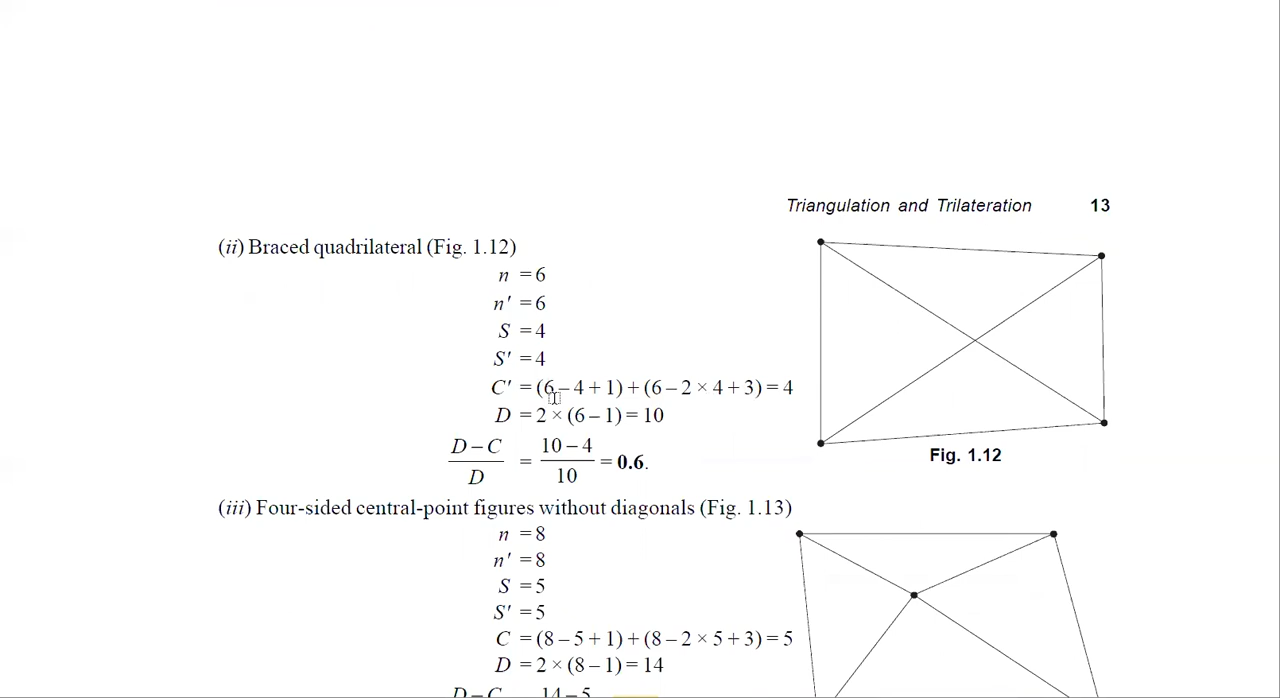 Triangulation and Trilateration 13
(ii) Braced quadrilateral (Fig. 1.12)
n = 6
n' = 6
S = 4
S' = 4
C' = (6 – 4 + 1) + (6 – 2 × 4 + 3) = 4
D = 2 × (6 – 1) = 10
D – C / D = 10 – 4 / 10 = 0.6.
Fig. 1.12
(iii) Four-sided central-point figures without diagonals (Fig. 1.13)
n = 8
n' = 8
S = 5
S' = 5
C = (8 – 5 + 1) + (8 – 2 × 5 + 3) = 5
D = 2 × (8 – 1) = 14
D – C 14 – 5